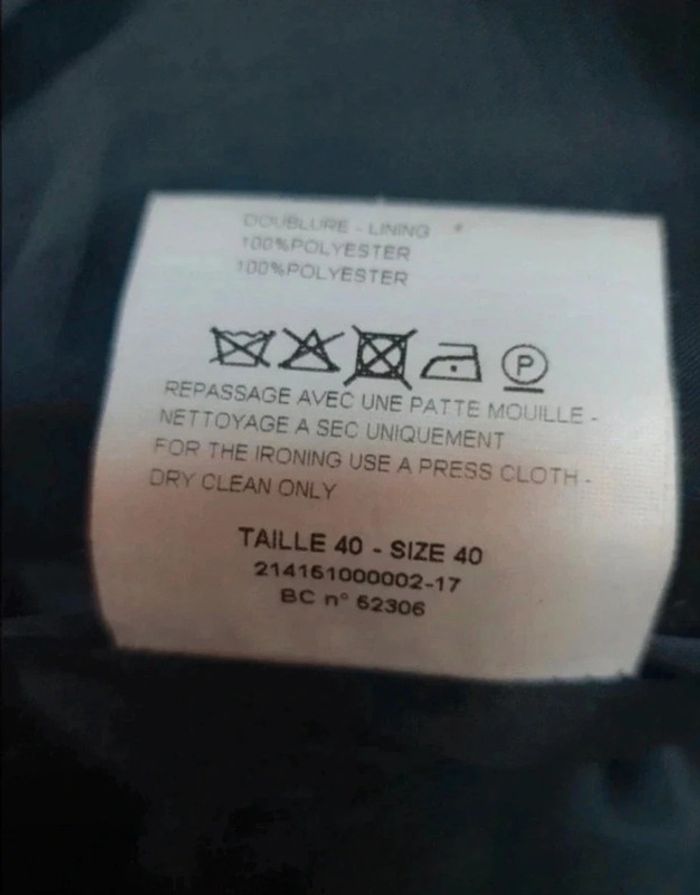 DOUBLURE - LINING
100%POLYESTER
100%POLYESTER
P
REPASSAGE AVEC UNE PATTE MOUILLE -
NETTOYAGE A SEC UNIQUEMENT
FOR THE IRONING USE A PRESS CLOTH -
DRY CLEAN ONLY
TAILLE 40 - SIZE 40
214161000002-17
BC n° 62306